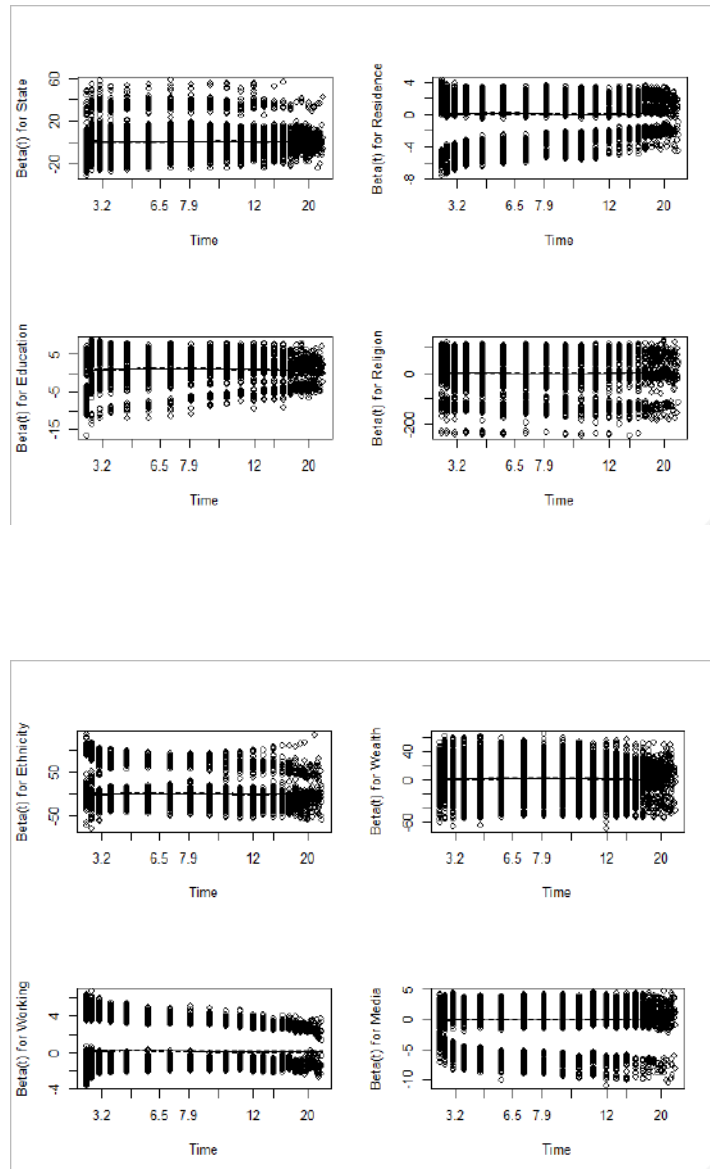 Beta(t) for State
60
20
-20
3.2 6.5 7.9 12 20
Time
Beta(t) for Residence
4
0
-4
-8
3.2 6.5 7.9 12 20
Time
Beta(t) for Education
5
-5
-15
3.2 6.5 7.9 12 20
Time
Beta(t) for Religion
0
-200
3.2 6.5 7.9 12 20
Time
Beta(t) for Ethnicity
50
-50
3.2 6.5 7.9 12 20
Time
Beta(t) for Wealth
40
0
-60
3.2 6.5 7.9 12 20
Time
Beta(t) for Working
4
0
-4
3.2 6.5 7.9 12 20
Time
Beta(t) for Media
5
0
-5
-10
3.2 6.5 7.9 12 20
Time